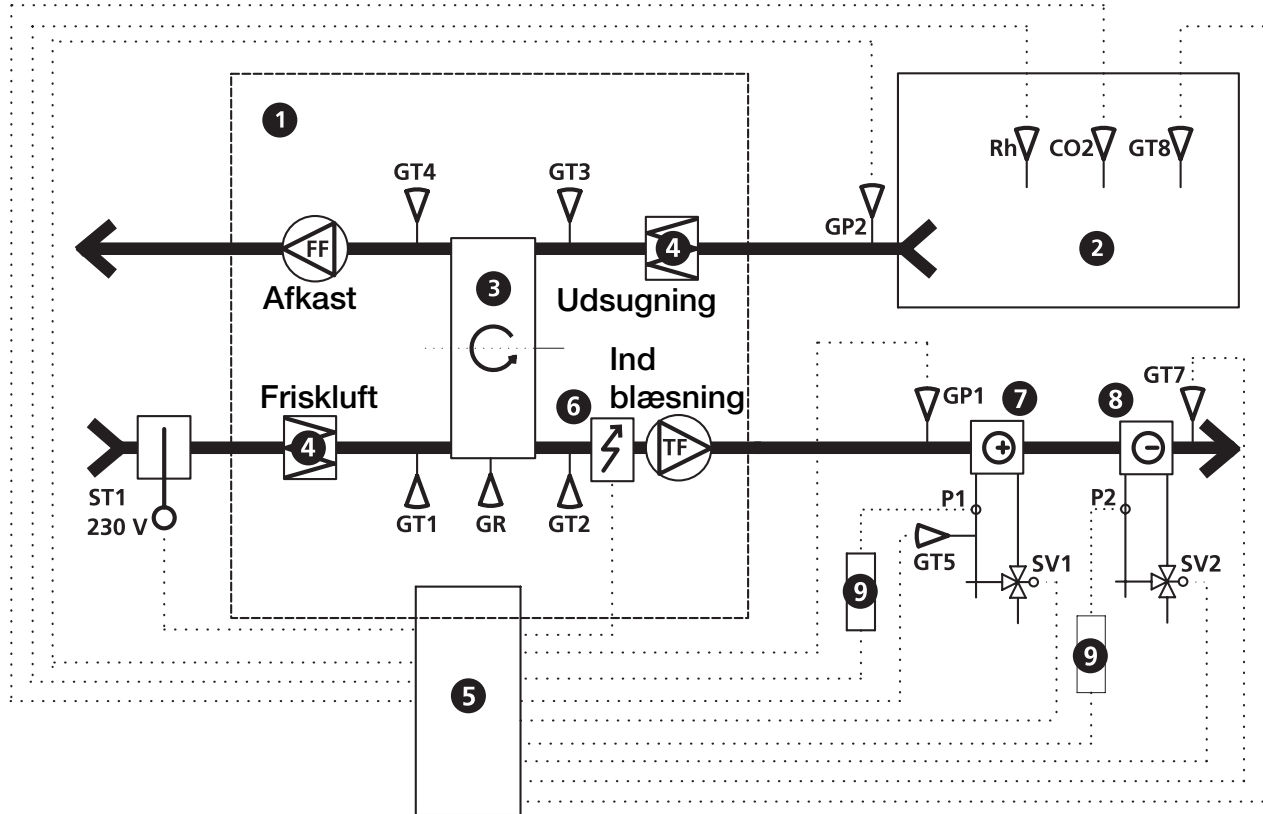 1
Rh
CO2
GT8
GT4
GT3
GP2
FF
4
2
3
Afkast
Udsugning
Ind
blæsning
Friskluft
6
GP1
7
8
GT7
4
TF
ST1
230 V
GT1
GR
GT2
P1
P2
GT5
SV1
SV2
9
9
5